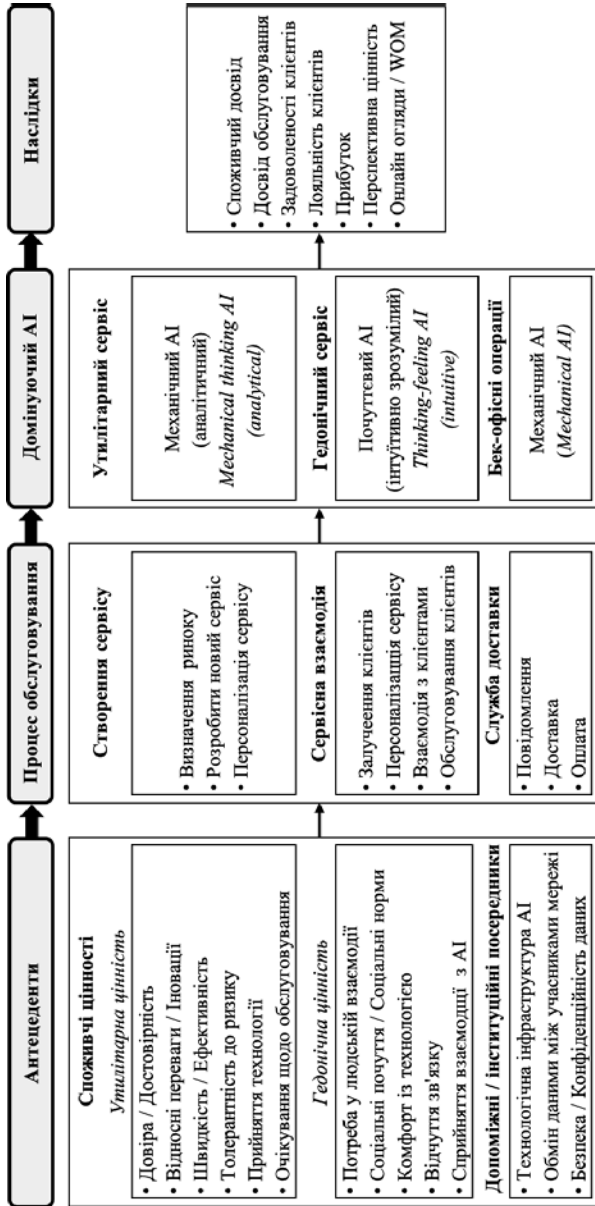 Антецеденти
Споживчі цінності
Утилітарна цінність
• Довіра / Достовірність
• Відносні переваги / Іновації
• Швидкість / Ефективність
• Толерантність до ризику
• Прийняття технології
• Очікування щодо обслуговування
Гедонічна цінність
• Потреба у людській взаємодії
• Соціальні почуття / Соціальні норми
• Комфорт із технологією
• Відчуття зв'язку
• Сприйняття взаємодщі з AI
Допоміжні / інституційні посередники
• Технологічна інфраструктура AI
• Обмін даними між учасниками мережі
• Безпека / Конфіденційність даних
Процес обслуговування
Створення сервісу
• Визначення риноку
• Розробити новий сервіс
• Персоналізація сервісу
Сервісна взаємодія
• Залучеення клієнтів
• Персоналізацція сервісу
• Взаємодія з клієнтами
• Обслуговування клієнтів
Служба доставки
• Повідомлення
• Доставка
• Оплата
Домінуючий AI
Утилітарний сервіс
Механічний AI
(аналітичний)
Mechanical thinking AI
(analytical)
Гедонічний сервіс
Почуттєвий AI
(інтуїтивно зрозумілий)
Thinking-feeling AI
(intuitive)
Бек-офісні операції
Механічний AI
(Mechanical AI)
Наслідки
• Споживчий досвід
• Досвід обслуговування
• Задоволеності клієнтів
• Лояльність клієнтів
• Прибуток
• Перспективна цінність
• Онлайн огляди / WOM